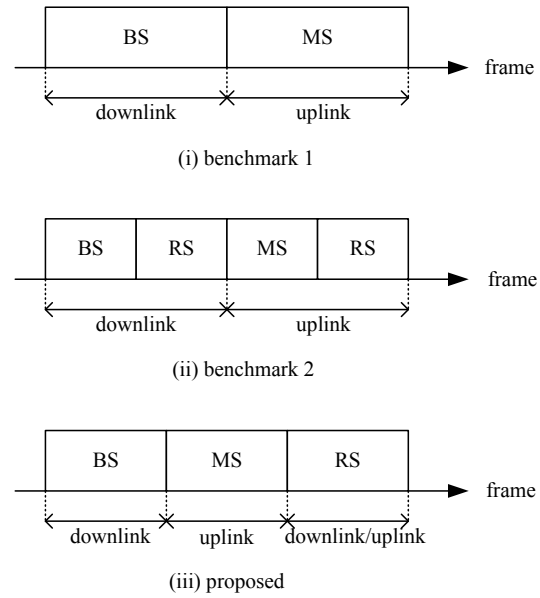 BS MS
frame
downlink uplink
(i) benchmark 1
BS RS MS RS
frame
downlink uplink
(ii) benchmark 2
BS MS RS
frame
downlink uplink downlink/uplink
(iii) proposed